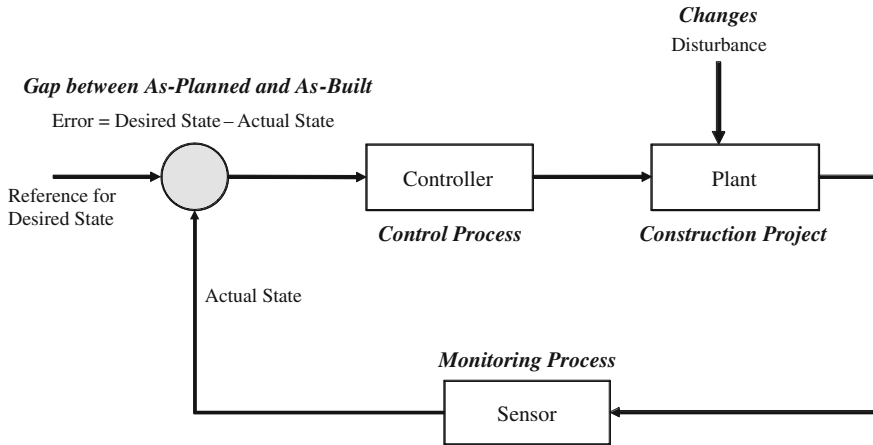 Changes
Disturbance
Gap between As-Planned and As-Built
Error = Desired State – Actual State
Reference for
Desired State
Controller
Control Process
Plant
Construction Project
Actual State
Monitoring Process
Sensor